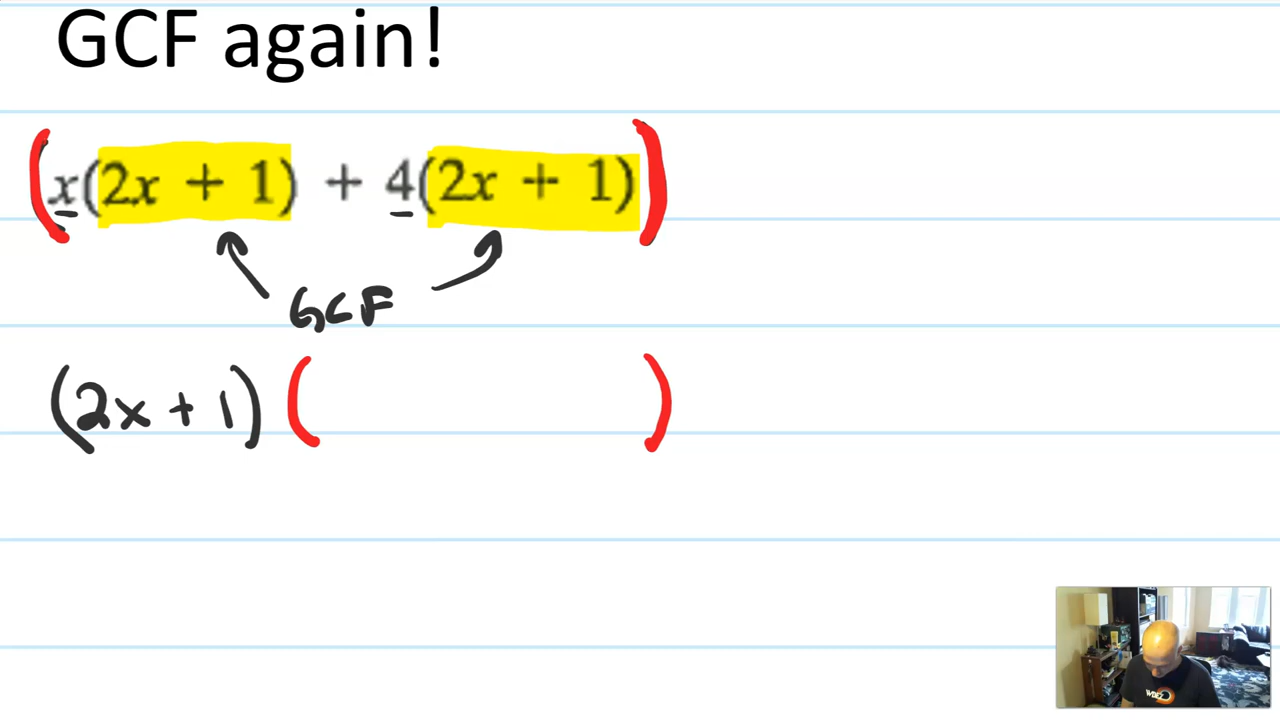 GCF again!
(x(2x + 1) + 4(2x + 1))
GCF
(2x + 1) ( )